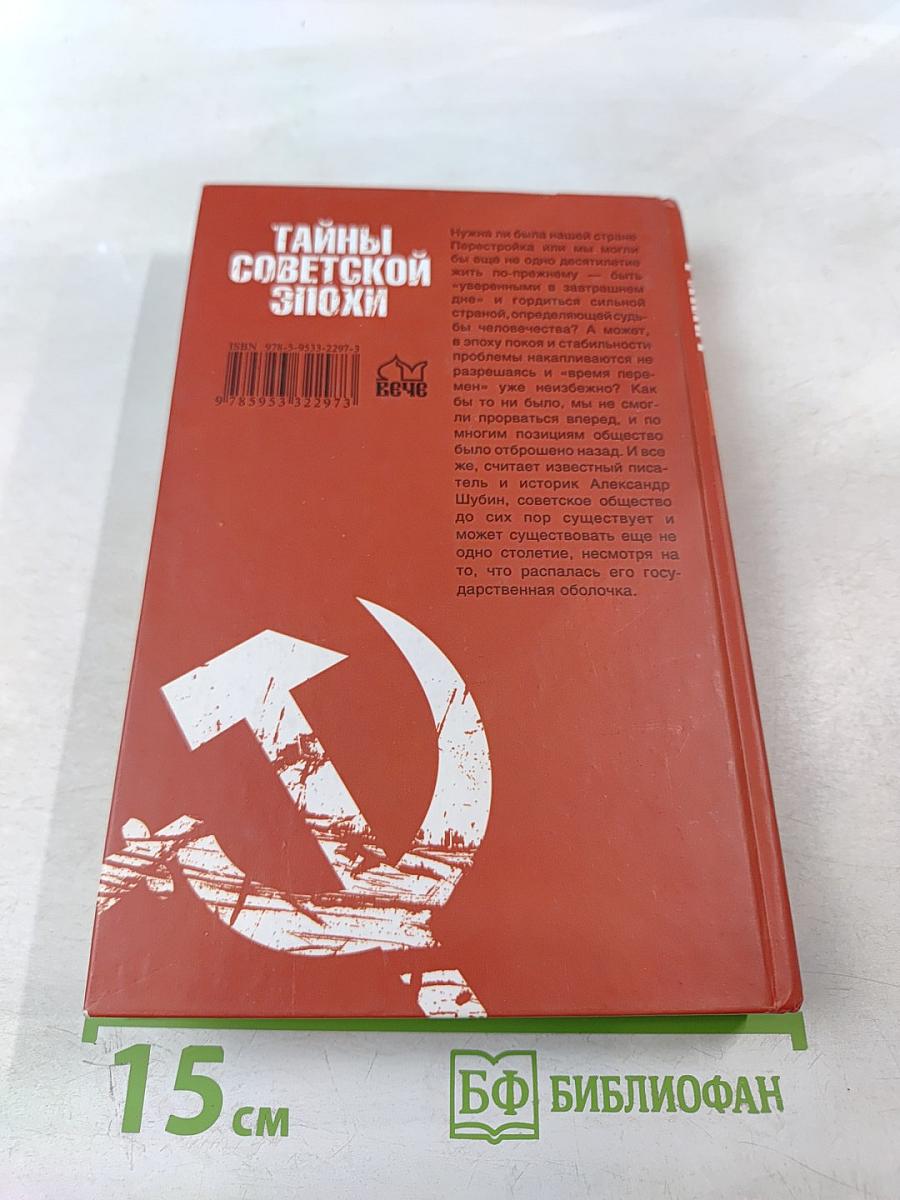 ТАЙНЫ
СОВЕТСКОЙ
ЭПОХИ
ISBN 978-5-9533-2297-3
9 785953 322973
ВЕЧЕ
Нужна ли была нашей стране
Перестройка или мы могли
бы еще не одно десятилетие
жить по-прежнему — быть
«уверенными в завтрашнем
дне» и гордиться сильной
страной, определяющей судь-
бы человечества? А может,
в эпоху покоя и стабильности
проблемы накапливаются не
разрешаясь и «время пере-
мен» уже неизбежно? Как
бы то ни было, мы не смог-
ли прорваться вперед, и по
многим позициям общество
было отброшено назад. И все
же, считает известный писа-
тель и историк Александр
Шубин, советское общество
до сих пор существует и
может существовать еще не
одно столетие, несмотря на
то, что распалась его госу-
дарственная оболочка.
15 см
БФ БИБЛИОФАН